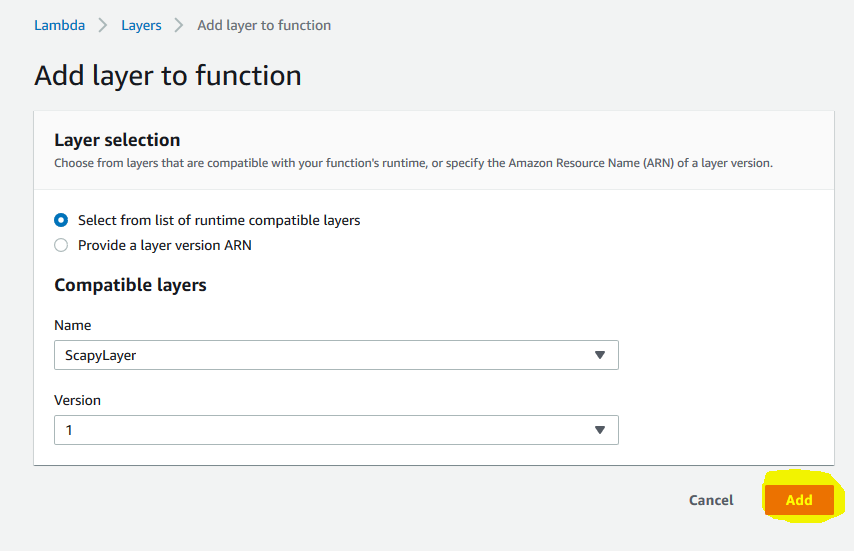 Lambda > Layers > Add layer to function
Add layer to function
Layer selection
Choose from layers that are compatible with your function's runtime, or specify the Amazon Resource Name (ARN) of a layer version.
Select from list of runtime compatible layers
Provide a layer version ARN
Compatible layers
Name
ScapyLayer
Version
1
Cancel Add